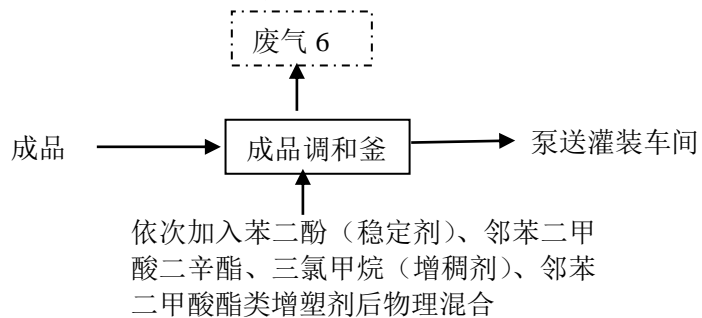 废气 6
成品
成品调和釜
泵送灌装车间
依次加入苯二酚（稳定剂）、邻苯二甲
酸二辛酯、三氯甲烷（增稠剂）、邻苯
二甲酸酯类增塑剂后物理混合